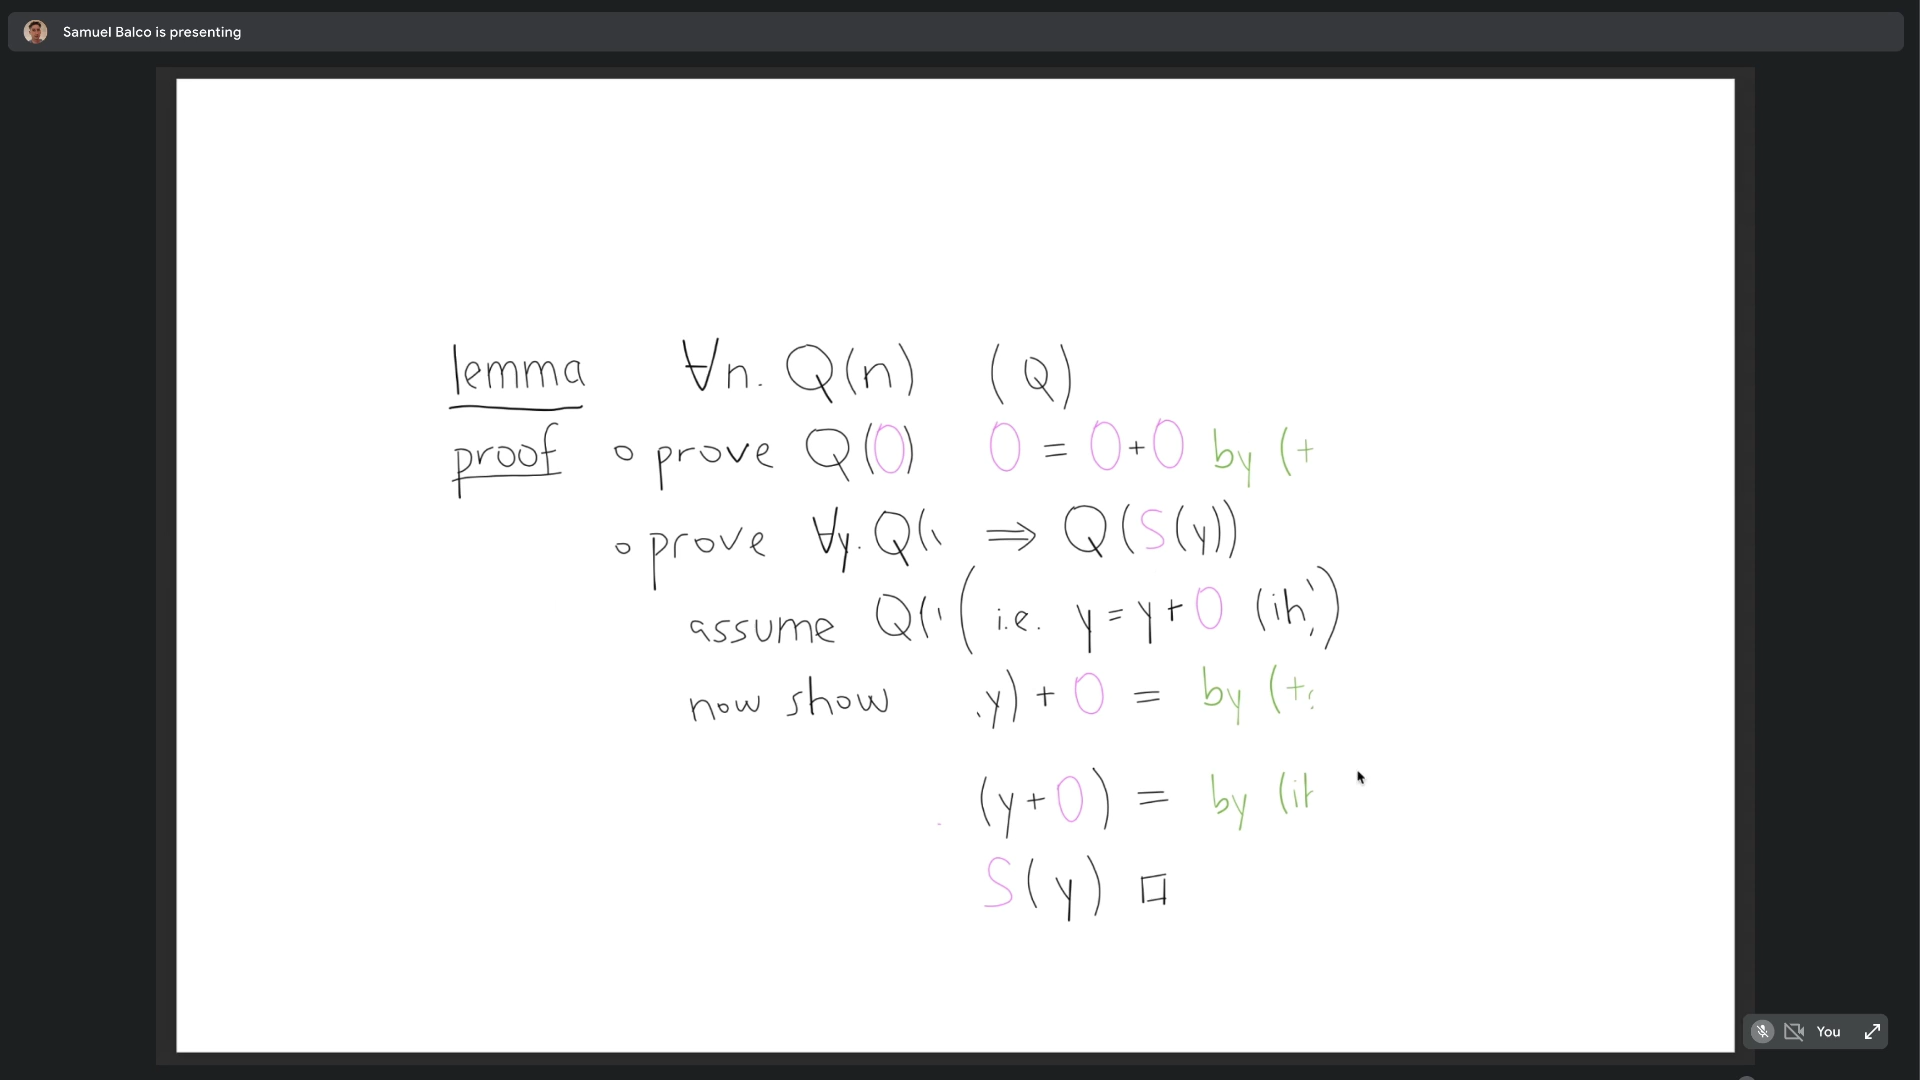 Samuel Balco is presenting
lemma ∀n. Q(n) (Q)
proof ∘ prove Q(0) 0 = 0+0 by (+
∘ prove ∀y. Q( ⇒ Q(S(y))
assume Q( ( i.e. y = y + 0 (ih) )
now show y) + 0 = by (+
(y+0) = by (ih
S(y) □
You